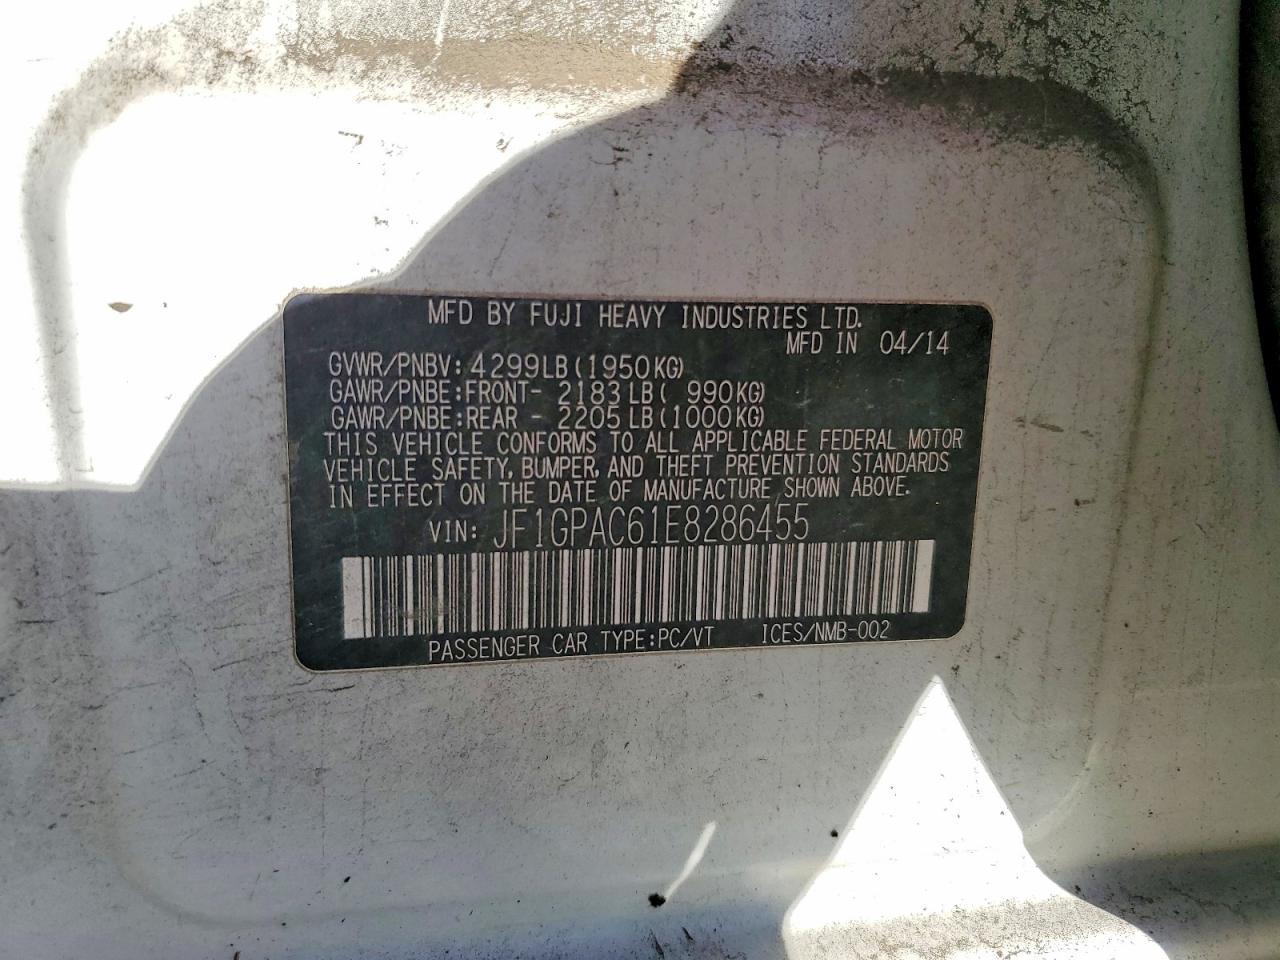 MFD BY FUJI HEAVY INDUSTRIES LTD.
MFD IN 04/14
GVWR/PNBV: 4299LB(1950KG)
GAWR/PNBE:FRONT- 2183LB( 990KG)
GAWR/PNBE:REAR - 2205LB(1000KG)
THIS VEHICLE CONFORMS TO ALL APPLICABLE FEDERAL MOTOR
VEHICLE SAFETY, BUMPER, AND THEFT PREVENTION STANDARDS
IN EFFECT ON THE DATE OF MANUFACTURE SHOWN ABOVE.
VIN: JF1GPAC61E8286455
PASSENGER CAR TYPE:PC/VT ICES/NMB-002